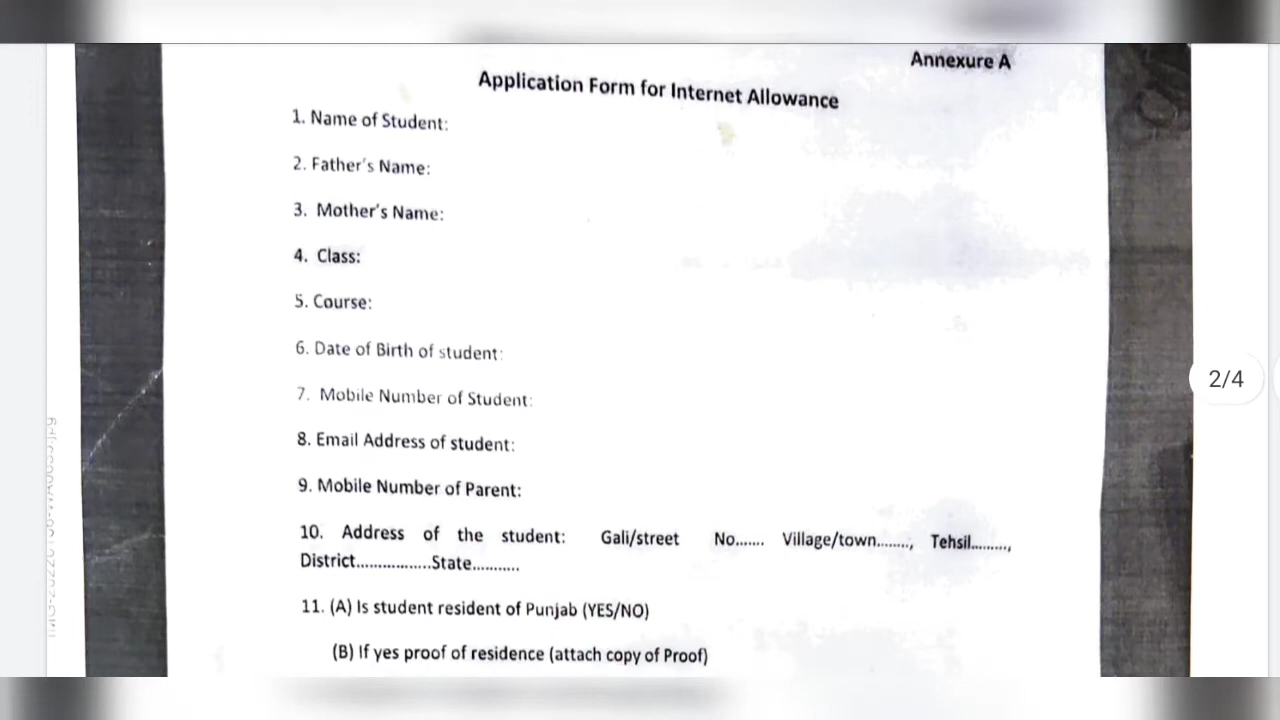 Annexure A
Application Form for Internet Allowance
1. Name of Student:
2. Father's Name:
3. Mother's Name:
4. Class:
5. Course:
6. Date of Birth of student:
7. Mobile Number of Student:
8. Email Address of student:
9. Mobile Number of Parent:
10. Address of the student: Gali/street No....... Village/town........, Tehsil.........,
District.................State...........
11. (A) Is student resident of Punjab (YES/NO)
(B) If yes proof of residence (attach copy of Proof)
2/4